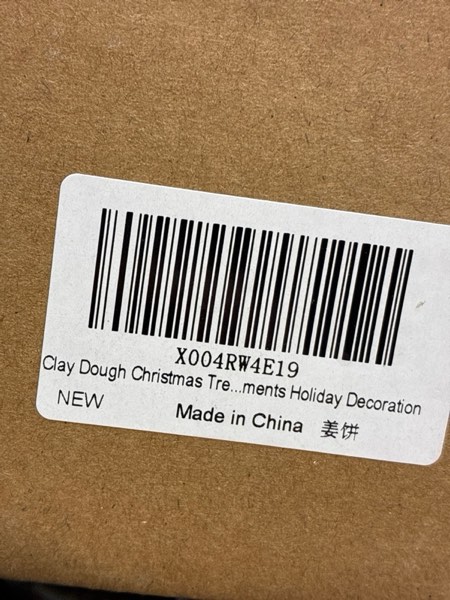 X004RW4E19
Clay Dough Christmas Tre...ments Holiday Decoration
NEW
Made in China 姜饼